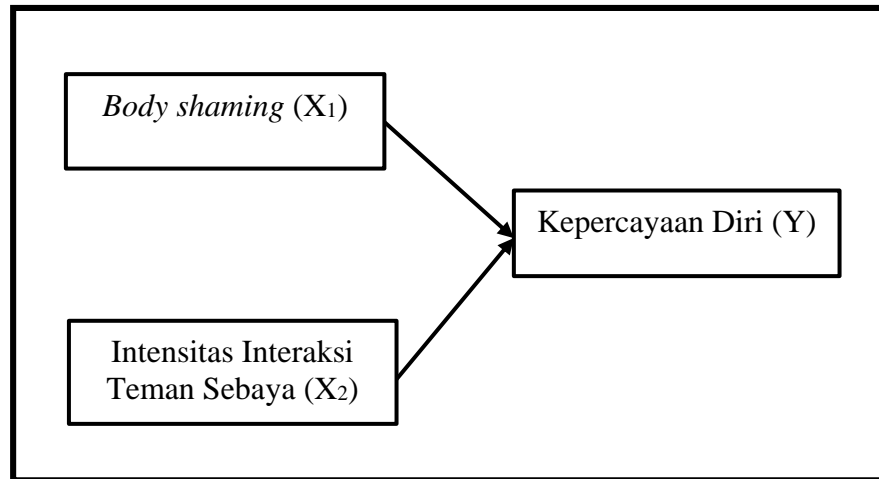 Body shaming (X₁)
Kepercayaan Diri (Y)
Intensitas Interaksi
Teman Sebaya (X₂)